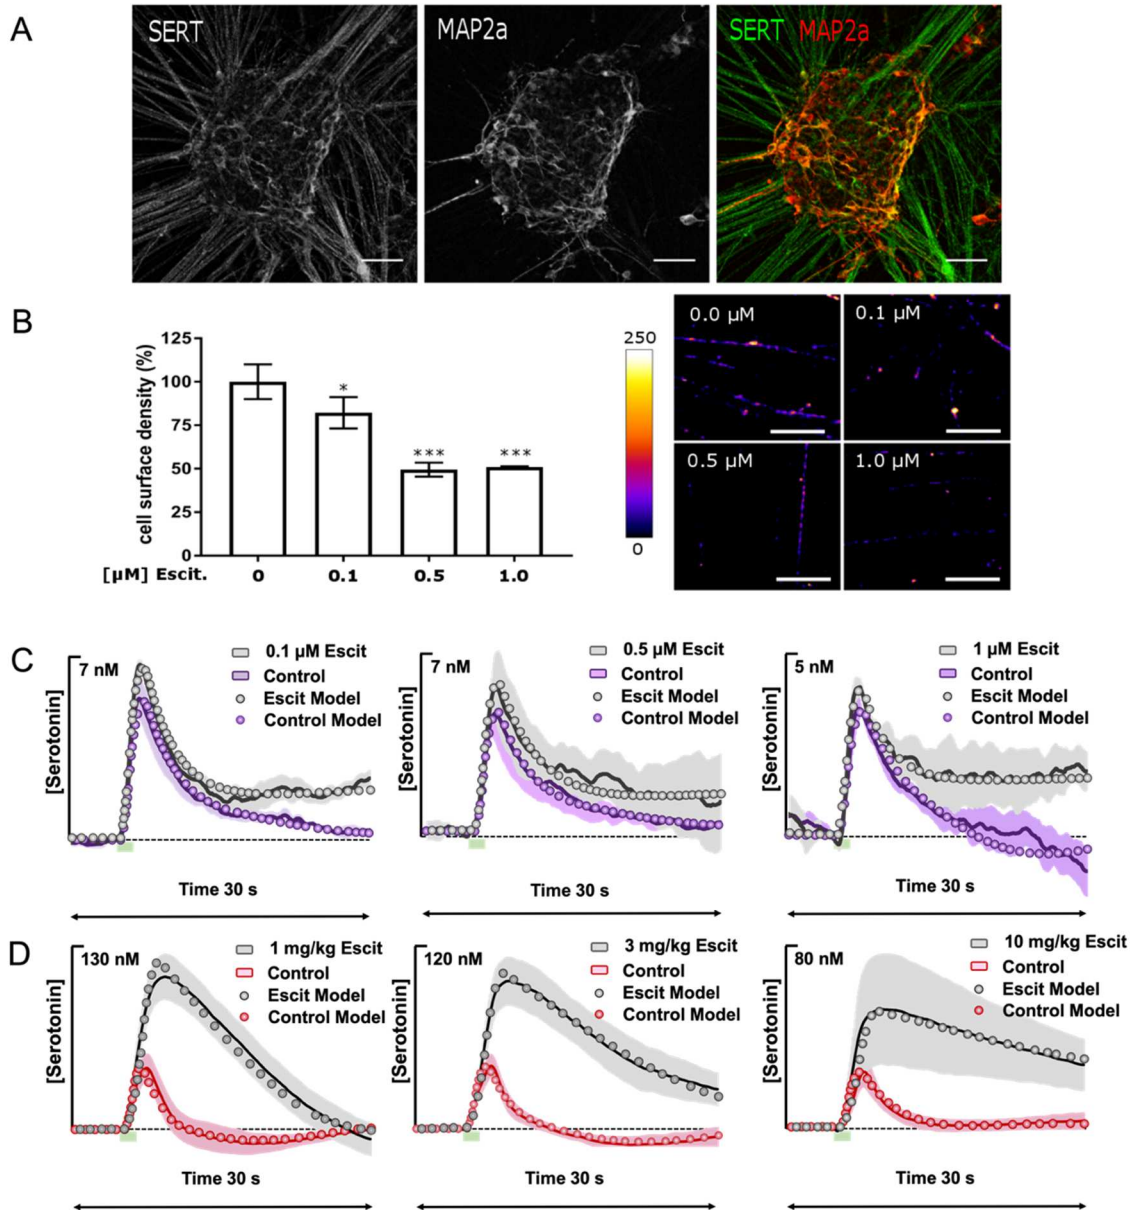 A
SERT
MAP2a
SERT MAP2a
B
cell surface density (%)
125
100
75
50
25
0
*
***
***
[µM] Escit.
0
0.1
0.5
1.0
250
0
0.0 µM
0.1 µM
0.5 µM
1.0 µM
C
[Serotonin]
7 nM
0.1 µM Escit
Control
Escit Model
Control Model
Time 30 s
[Serotonin]
7 nM
0.5 µM Escit
Control
Escit Model
Control Model
Time 30 s
[Serotonin]
5 nM
1 µM Escit
Control
Escit Model
Control Model
Time 30 s
D
[Serotonin]
130 nM
1 mg/kg Escit
Control
Escit Model
Control Model
Time 30 s
[Serotonin]
120 nM
3 mg/kg Escit
Control
Escit Model
Control Model
Time 30 s
[Serotonin]
80 nM
10 mg/kg Escit
Control
Escit Model
Control Model
Time 30 s